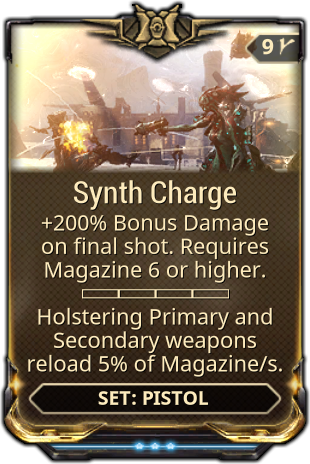 9
Synth Charge
+200% Bonus Damage
on final shot. Requires
Magazine 6 or higher.
Holstering Primary and
Secondary weapons
reload 5% of Magazine/s.
SET: PISTOL